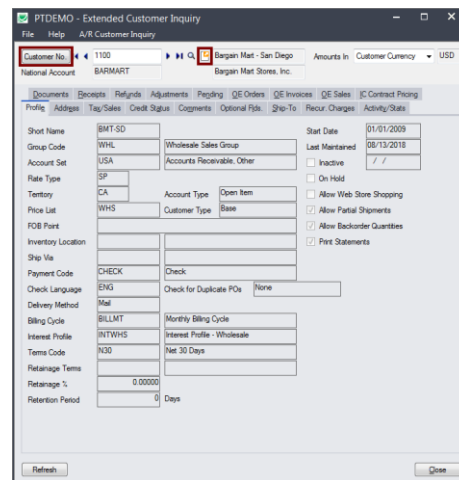 PTDEMO - Extended Customer Inquiry
File Help A/R Customer Inquiry
Customer No. 1100 Bargain Mart - San Diego Amounts In Customer Currency USD
National Account BARMART Bargain Mart Stores, Inc.
Documents Receipts Refunds Adjustments Pending OE Orders OE Invoices OE Sales IC Contract Pricing
Profile Address Tax/Sales Credit Status Comments Optional Flds. Ship-To Recur. Charges Activity/Stats
Short Name BMT-SD Start Date 01/01/2009
Group Code WHL Wholesale Sales Group Last Maintained 08/13/2018
Account Set USA Accounts Receivable, Other Inactive / /
Rate Type SP On Hold
Territory CA Account Type Open Item Allow Web Store Shopping
Price List WHS Customer Type Base Allow Partial Shipments
FOB Point Allow Backorder Quantities
Inventory Location Print Statements
Ship Via
Payment Code CHECK Check
Check Language ENG Check for Duplicate POs None
Delivery Method Mail
Billing Cycle BILLMT Monthly Billing Cycle
Interest Profile INTWHS Interest Profile - Wholesale
Terms Code N30 Net 30 Days
Retainage Terms
Retainage % 0.00000
Retention Period 0 Days
Refresh Close